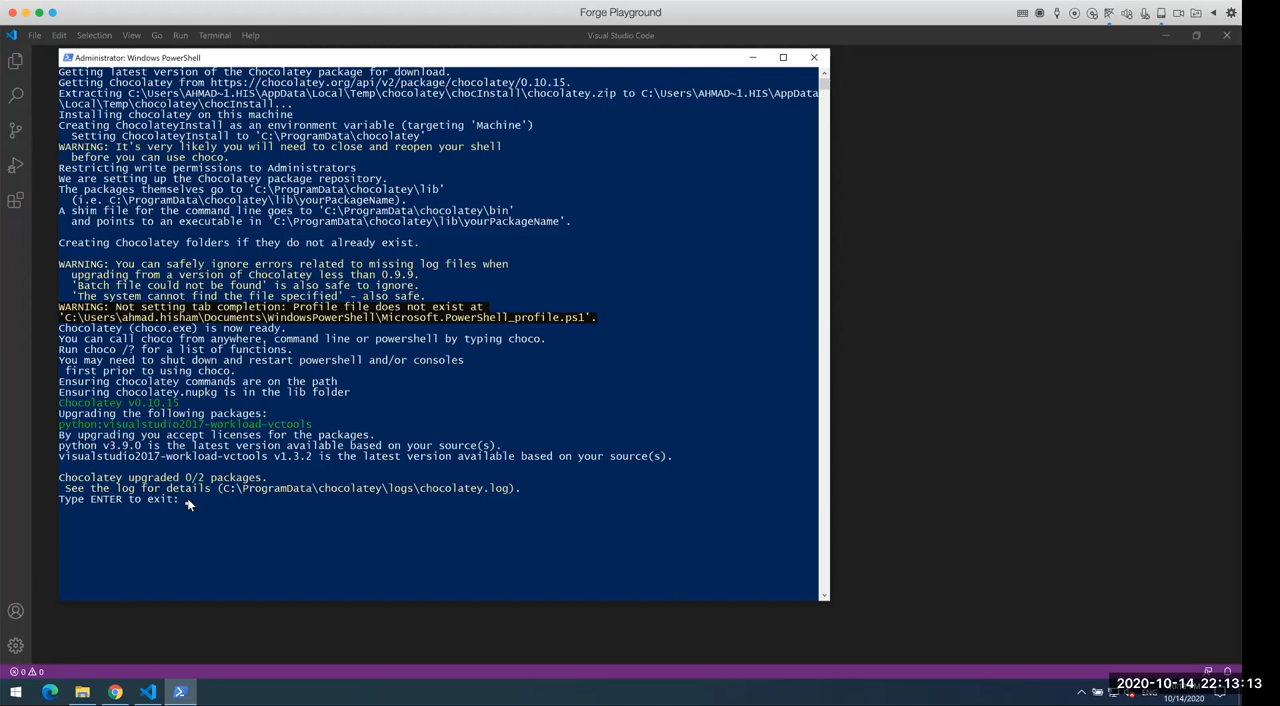 Forge Playground
File Edit Selection View Go Run Terminal Help
Visual Studio Code
Administrator: Windows PowerShell
Getting latest version of the Chocolatey package for download.
Getting Chocolatey from https://chocolatey.org/api/v2/package/chocolatey/0.10.15.
Extracting C:\Users\AHMAD~1.HIS\AppData\Local\Temp\chocolatey\chocInstall\chocolatey.zip to C:\Users\AHMAD~1.HIS\AppData
\Local\Temp\chocolatey\chocInstall...
Installing chocolatey on this machine
Creating ChocolateyInstall as an environment variable (targeting 'Machine')
Setting ChocolateyInstall to 'C:\ProgramData\chocolatey'
WARNING: It's very likely you will need to close and reopen your shell
before you can use choco.
Restricting write permissions to Administrators
We are setting up the Chocolatey package repository.
The packages themselves go to 'C:\ProgramData\chocolatey\lib'
(i.e. C:\ProgramData\chocolatey\lib\yourPackageName).
A shim file for the command line goes to 'C:\ProgramData\chocolatey\bin'
and points to an executable in 'C:\ProgramData\chocolatey\lib\yourPackageName'.
Creating Chocolatey folders if they do not already exist.
WARNING: You can safely ignore errors related to missing log files when
upgrading from a version of Chocolatey less than 0.9.9.
'Batch file could not be found' is also safe to ignore.
'The system cannot find the file specified' - also safe.
WARNING: Not setting tab completion: Profile file does not exist at
'C:\Users\ahmad.hisham\Documents\WindowsPowerShell\Microsoft.PowerShell_profile.ps1'.
Chocolatey (choco.exe) is now ready.
You can call choco from anywhere, command line or powershell by typing choco.
Run choco /? for a list of functions.
You may need to shut down and restart powershell and/or consoles
first prior to using choco.
Ensuring chocolatey commands are on the path
Ensuring chocolatey.nupkg is in the lib folder
Chocolatey v0.10.15
Upgrading the following packages:
python;visualstudio2017-workload-vctools
By upgrading you accept licenses for the packages.
python v3.9.0 is the latest version available based on your source(s).
visualstudio2017-workload-vctools v1.3.2 is the latest version available based on your source(s).
Chocolatey upgraded 0/2 packages.
See the log for details (C:\ProgramData\chocolatey\logs\chocolatey.log).
Type ENTER to exit:
0 0
2020-10-14 22:13:13
ENG
10/14/2020